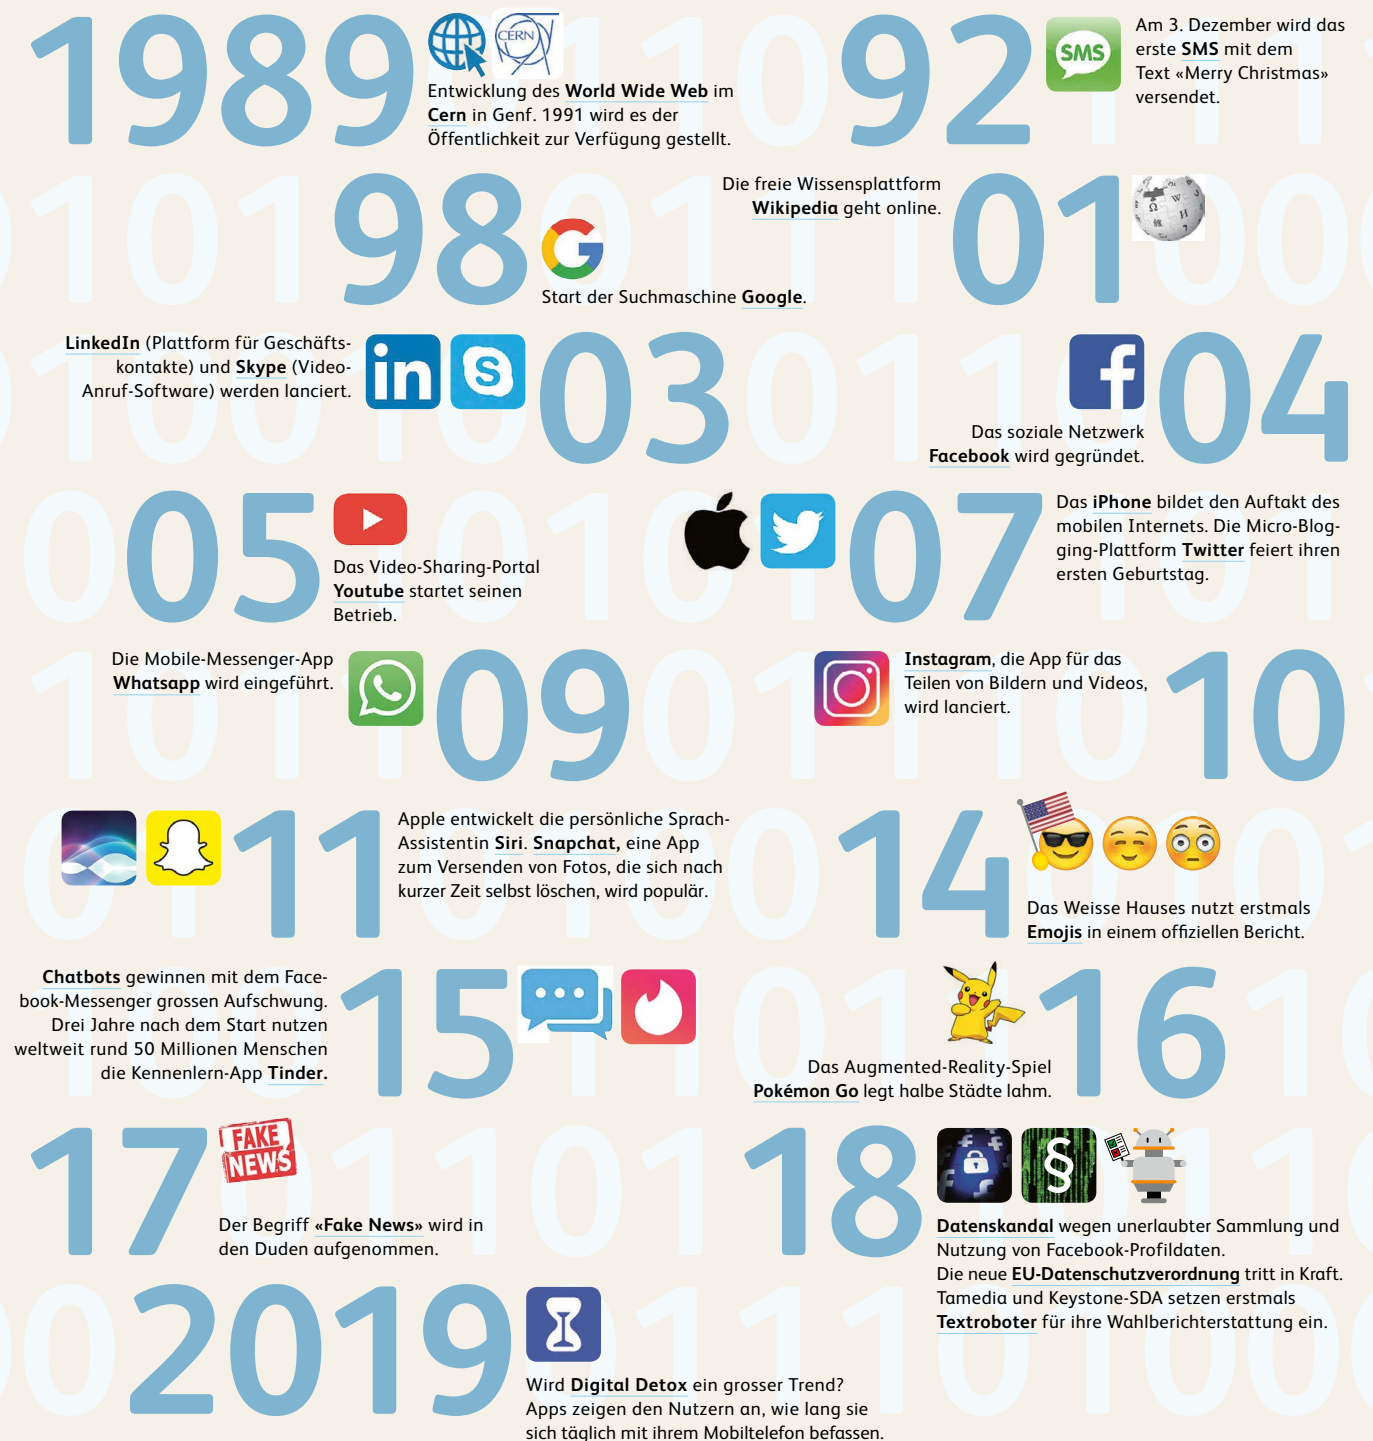 1989
CERN
Entwicklung des World Wide Web im
Cern in Genf. 1991 wird es der
Öffentlichkeit zur Verfügung gestellt.
92
SMS
Am 3. Dezember wird das
erste SMS mit dem
Text «Merry Christmas»
versendet.
98
Start der Suchmaschine Google.
Die freie Wissensplattform
Wikipedia geht online.
01
LinkedIn (Plattform für Geschäfts-
kontakte) und Skype (Video-
Anruf-Software) werden lanciert.
in
S
03
f
Das soziale Netzwerk
Facebook wird gegründet.
04
05
Das Video-Sharing-Portal
Youtube startet seinen
Betrieb.
07
Das iPhone bildet den Auftakt des
mobilen Internets. Die Micro-Blog-
ging-Plattform Twitter feiert ihren
ersten Geburtstag.
Die Mobile-Messenger-App
Whatsapp wird eingeführt.
09
Instagram, die App für das
Teilen von Bildern und Videos,
wird lanciert.
10
11
Apple entwickelt die persönliche Sprach-
Assistentin Siri. Snapchat, eine App
zum Versenden von Fotos, die sich nach
kurzer Zeit selbst löschen, wird populär.
14
Das Weisse Hauses nutzt erstmals
Emojis in einem offiziellen Bericht.
Chatbots gewinnen mit dem Face-
book-Messenger grossen Aufschwung.
Drei Jahre nach dem Start nutzen
weltweit rund 50 Millionen Menschen
die Kennenlern-App Tinder.
15
Das Augmented-Reality-Spiel
Pokémon Go legt halbe Städte lahm.
16
17
FAKE
NEWS
Der Begriff «Fake News» wird in
den Duden aufgenommen.
18
§
Datenskandal wegen unerlaubter Sammlung und
Nutzung von Facebook-Profildaten.
Die neue EU-Datenschutzverordnung tritt in Kraft.
Tamedia und Keystone-SDA setzen erstmals
Textroboter für ihre Wahlberichterstattung ein.
2019
Wird Digital Detox ein grosser Trend?
Apps zeigen den Nutzern an, wie lang sie
sich täglich mit ihrem Mobiltelefon befassen.